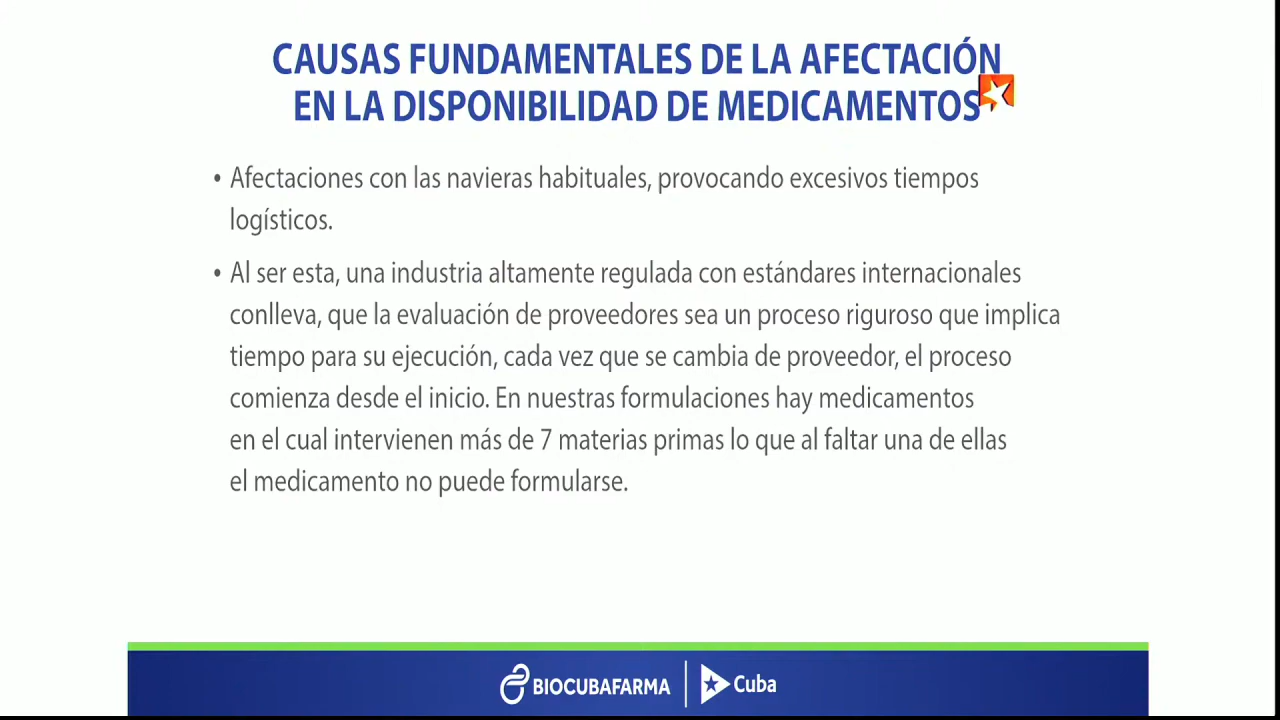 CAUSAS FUNDAMENTALES DE LA AFECTACIÓN
EN LA DISPONIBILIDAD DE MEDICAMENTOS
• Afectaciones con las navieras habituales, provocando excesivos tiempos
logísticos.
• Al ser esta, una industria altamente regulada con estándares internacionales
conlleva, que la evaluación de proveedores sea un proceso riguroso que implica
tiempo para su ejecución, cada vez que se cambia de proveedor, el proceso
comienza desde el inicio. En nuestras formulaciones hay medicamentos
en el cual intervienen más de 7 materias primas lo que al faltar una de ellas
el medicamento no puede formularse.
BIOCUBAFARMA Cuba